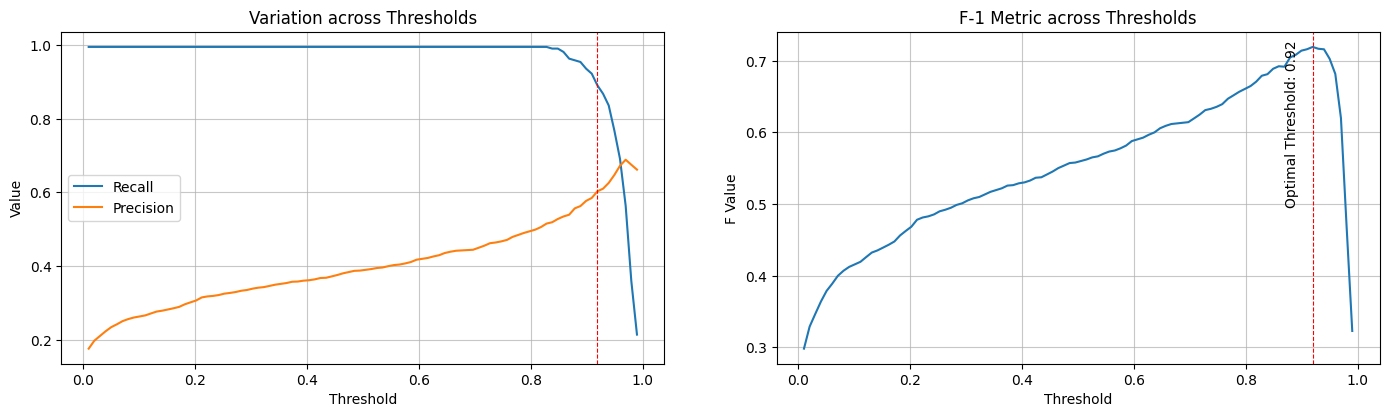 Variation across Thresholds
1.0
0.8
0.6
0.4
0.2
Value
Recall
Precision
0.0 0.2 0.4 0.6 0.8 1.0
Threshold
F-1 Metric across Thresholds
0.7
0.6
0.5
0.4
0.3
F Value
Optimal Threshold: 0.92
0.0 0.2 0.4 0.6 0.8 1.0
Threshold